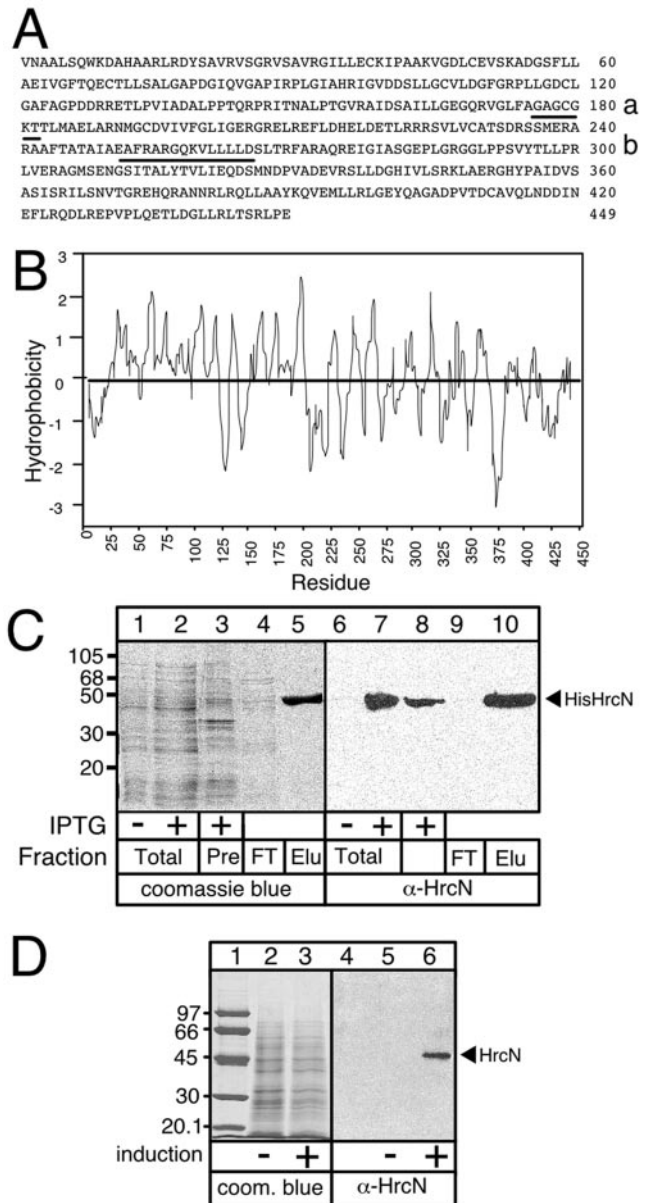 A
VNAALSQWKDAHAARLRDYSAVRVSGRVSAVRGILLECKIPAAKVGDLCEVSKADGSFLL 60
AEIVGFTQECTLLSALGAPDGIQVGAPIRPLGIAHRIGVDDSLLGCVLDGFGRPLLGDCL 120
GAFAGPDDRRETLPVIADALPPTQRPRITNALPTGVRAIDSAILLGEGQRVGLFAGAGCG 180 a
KTTLMAELARNMGCDVIVFGLIGERGRELREFLDHELDETLRRRSVLVCATSDRSSMERA 240
RAAFTATAIAEAFRARGQKVLLLLDSLTRFARAQREIGIASGEPLGRGGLPPSVYTLLPR 300 b
LVERAGMSENGSITALYTVLIEQDSMNDPVADEVRSLLDGHIVLSRKLAERGHYPAIDVS 360
ASISRILSNVTGREHQRANNRLRQLLAAYKQVEMLLRLGEYQAGADPVTDCAVQLNDDIN 420
EFLRQDLREPVPLQETLDGLLRLTSRLPE 449
B
3
2
1
0
-1
-2
-3
Hydrophobicity
0 25 50 75 100 125 150 175 200 225 250 275 300 325 350 375 400 425 450
Residue
C
1 2 3 4 5 6 7 8 9 10
105
68
50
30
20
HisHrcN
IPTG - + + - + +
Fraction Total Pre FT Elu Total FT Elu
coomassie blue α-HrcN
D
1 2 3 4 5 6
97
66
45
30
20.1
HrcN
induction - + - +
coom. blue α-HrcN